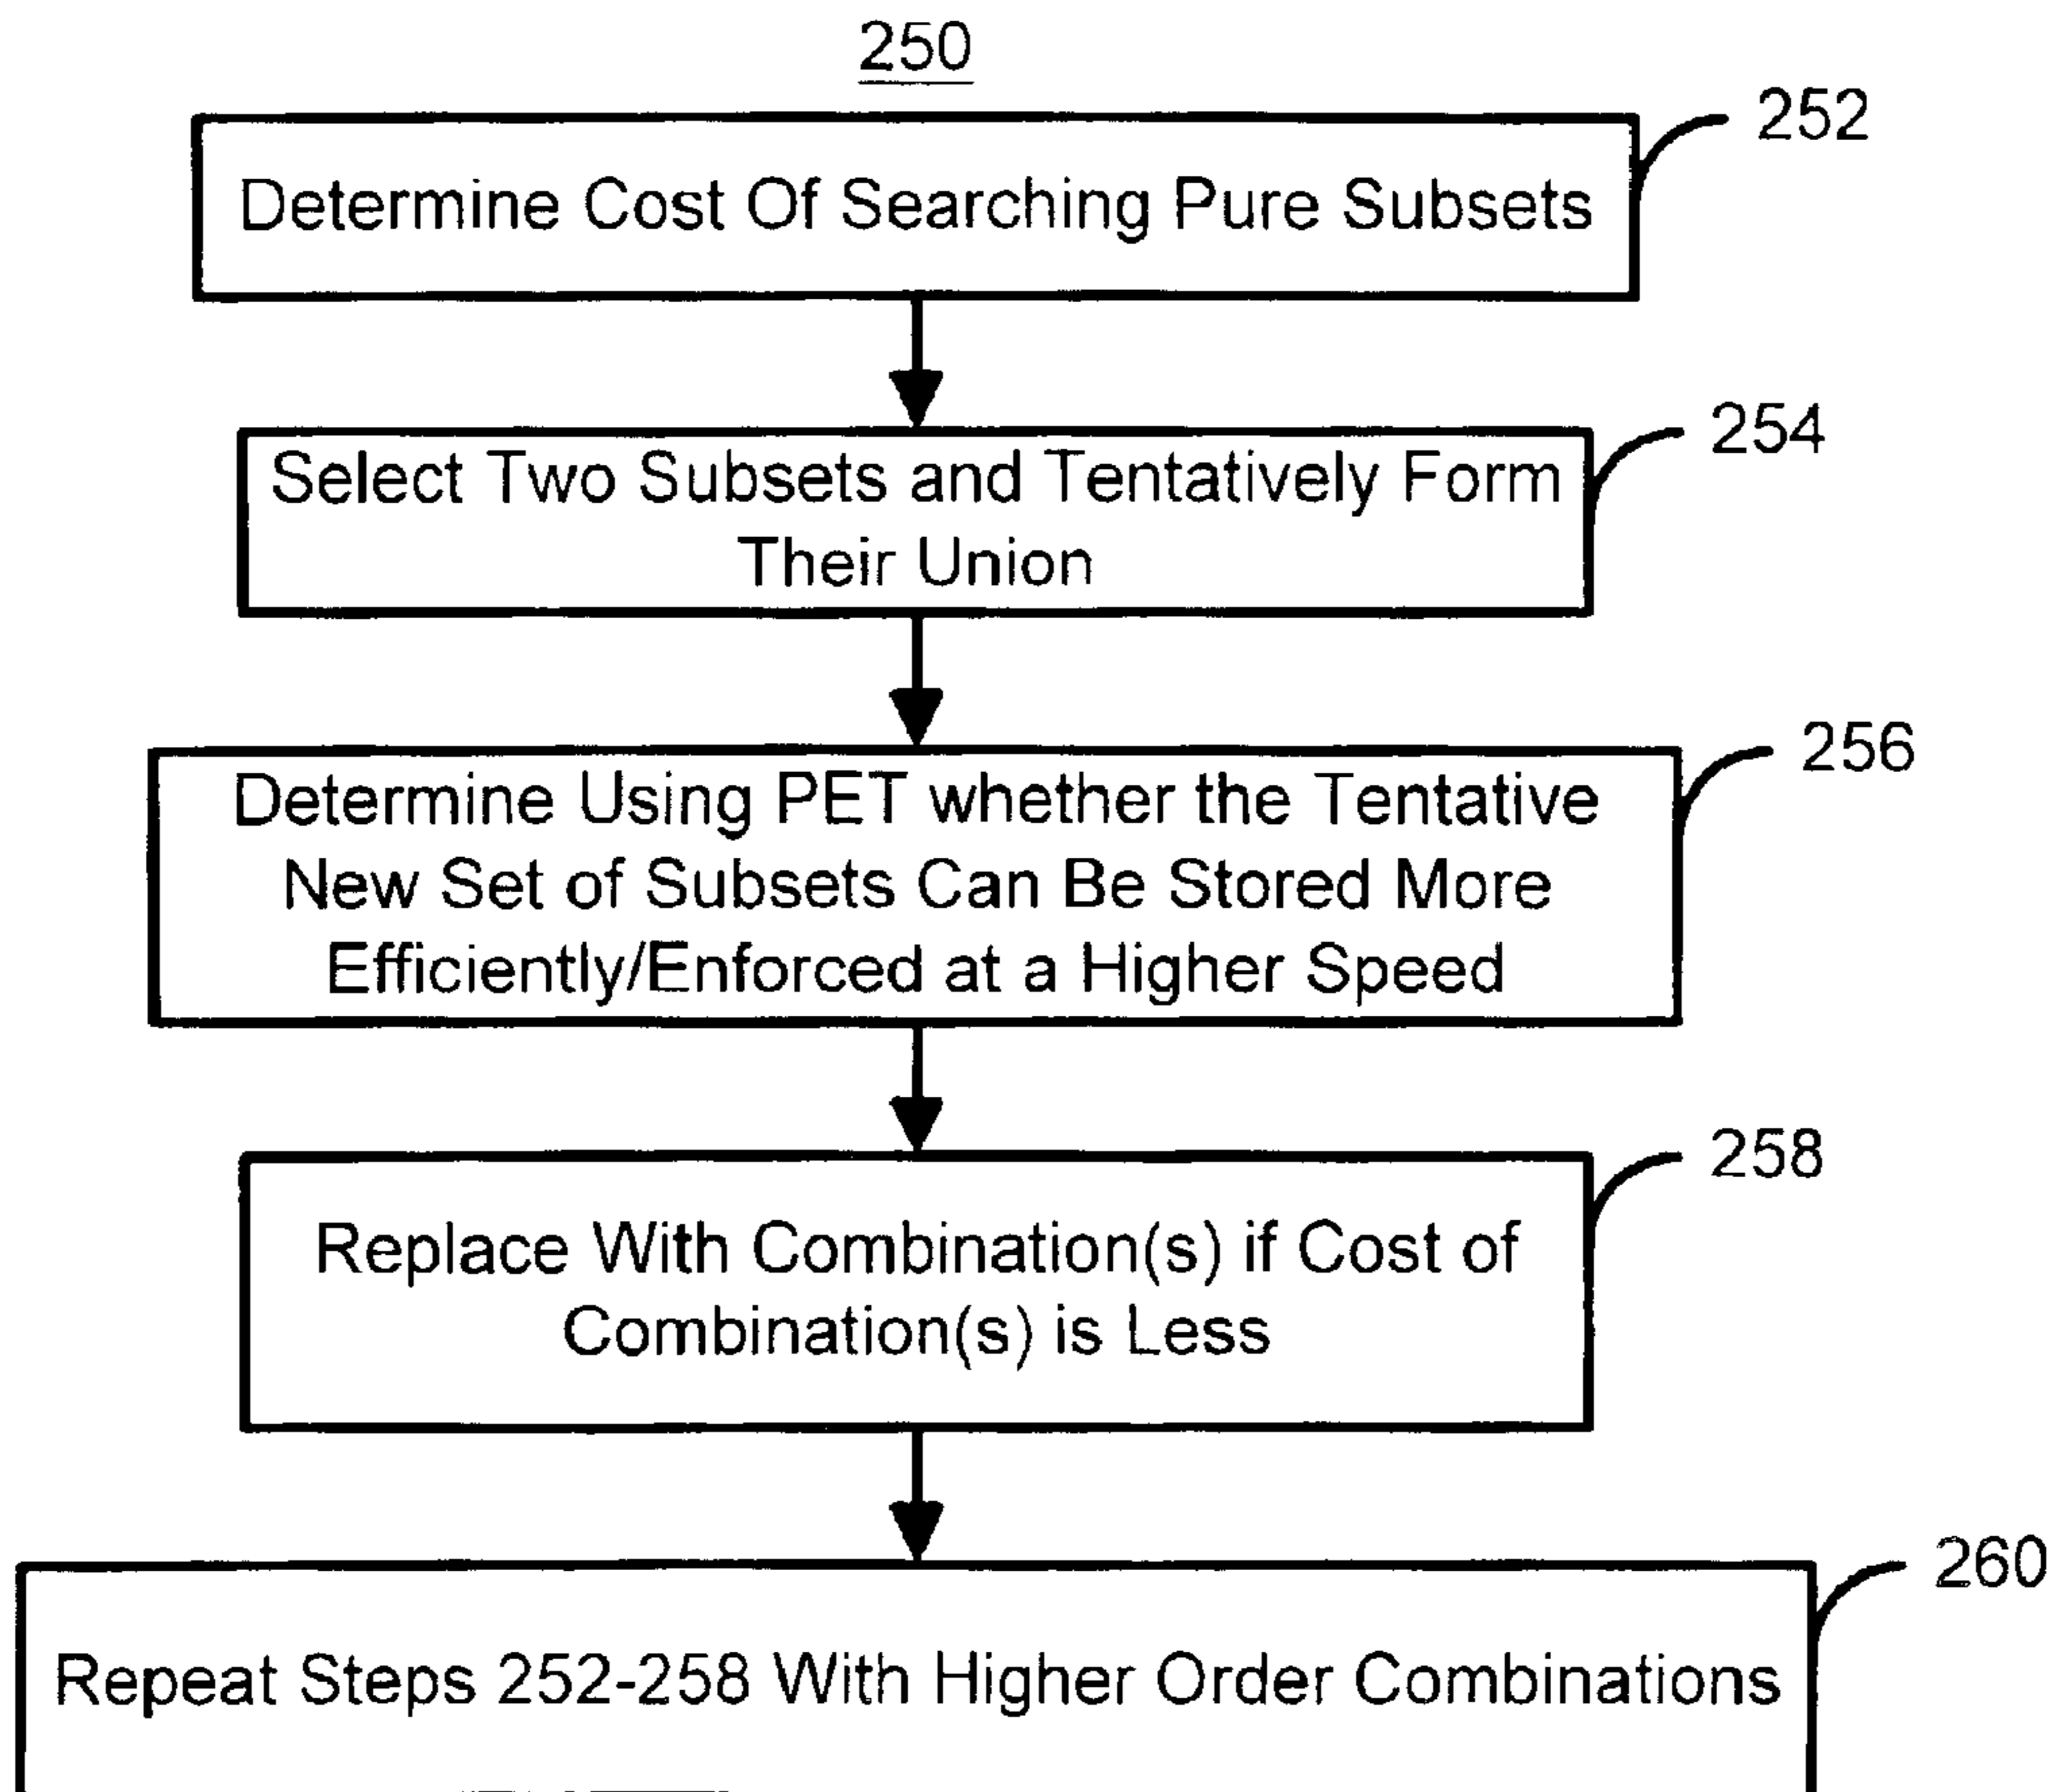 250
252
Determine Cost Of Searching Pure Subsets
254
Select Two Subsets and Tentatively Form
Their Union
256
Determine Using PET whether the Tentative
New Set of Subsets Can Be Stored More
Efficiently/Enforced at a Higher Speed
258
Replace With Combination(s) if Cost of
Combination(s) is Less
260
Repeat Steps 252-258 With Higher Order Combinations